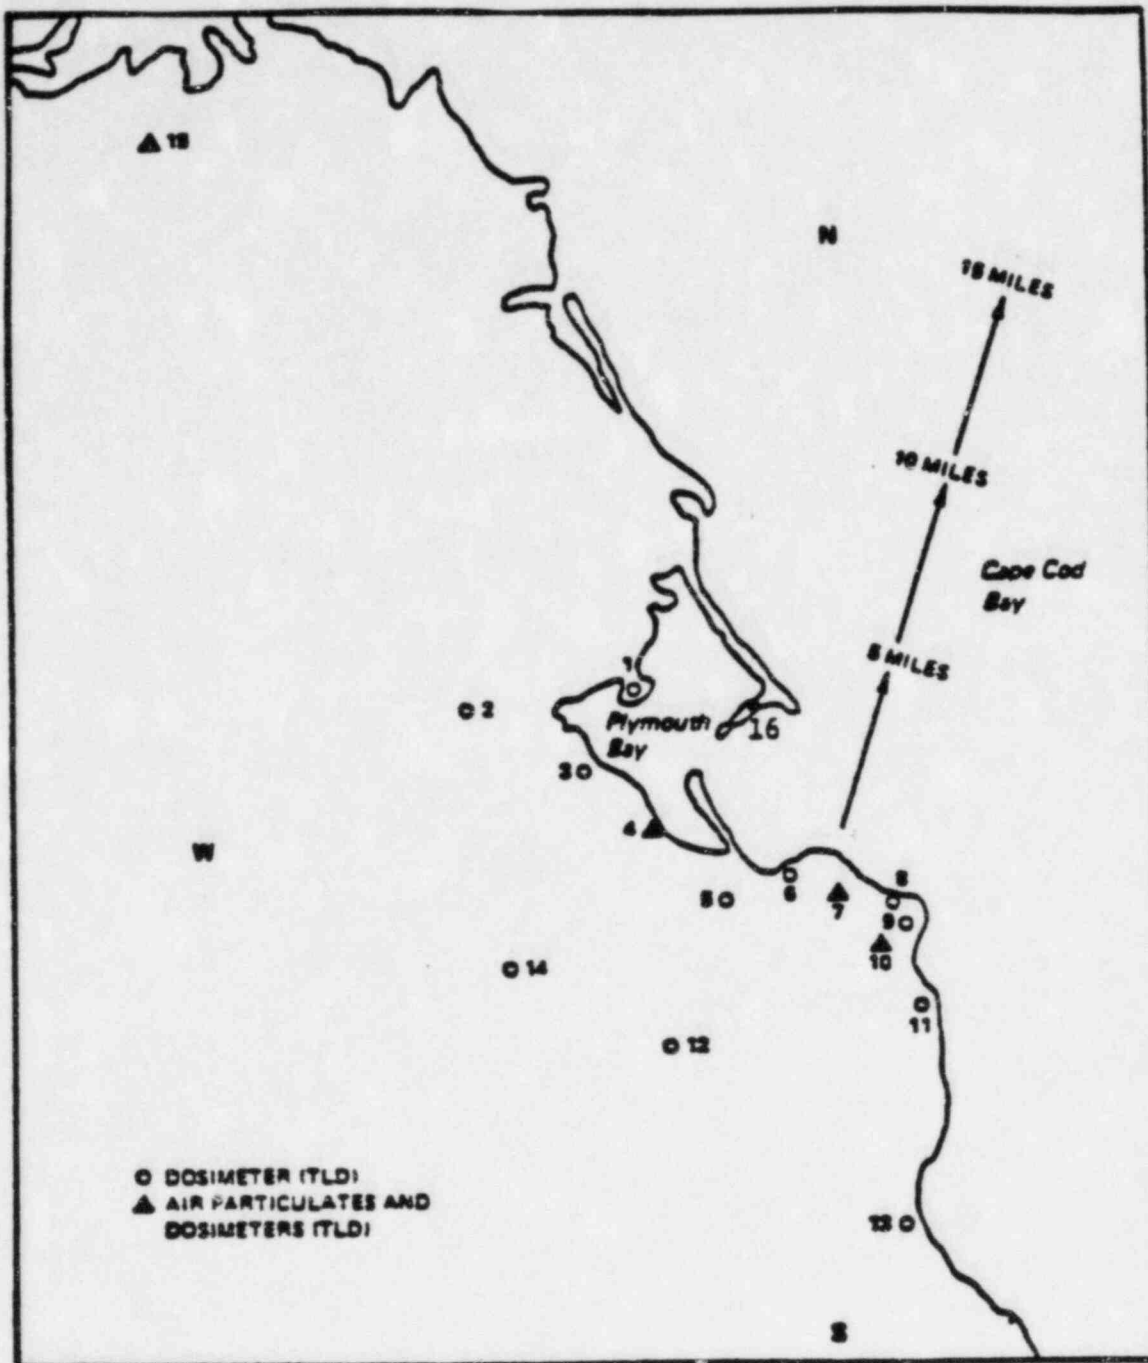 15
N
15 MILES
10 MILES
Cape Cod
Bay
5 MILES
1
2
Plymouth
Bay
16
3
4
W
5
6
7
8
9
10
14
11
12
DOSIMETER (TLD)
AIR PARTICULATES AND
DOSIMETERS (TLD)
13
S